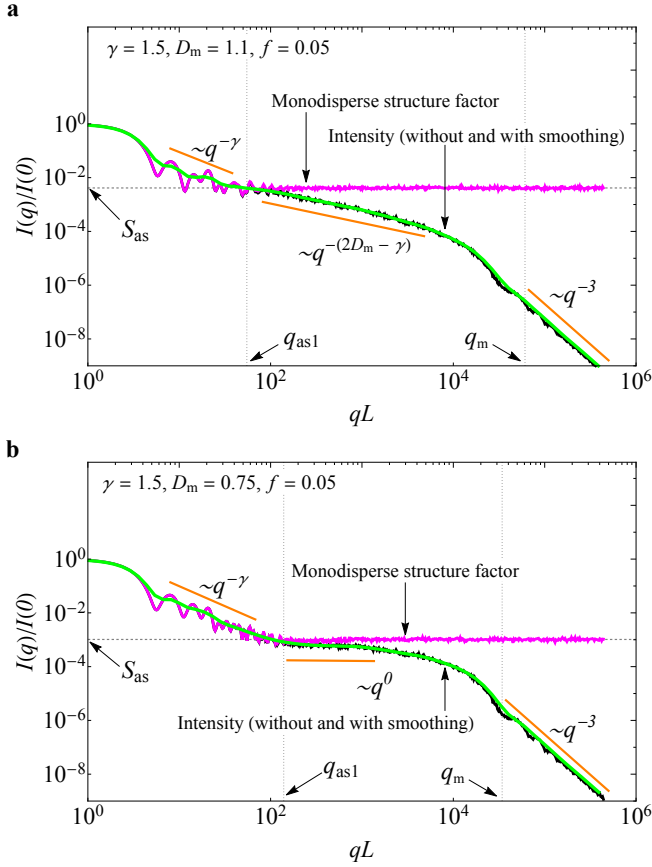 a
γ = 1.5, Dm = 1.1, f = 0.05
Monodisperse structure factor
Intensity (without and with smoothing)
~q^−γ
Sas
~q^−(2Dm − γ)
~q^−3
qas1
qm
I(q)/I(0)
10^0
10^−2
10^−4
10^−6
10^−8
10^0
10^2
10^4
10^6
qL
b
γ = 1.5, Dm = 0.75, f = 0.05
Monodisperse structure factor
~q^−γ
Sas
~q^0
Intensity (without and with smoothing)
~q^−3
qas1
qm
I(q)/I(0)
10^0
10^−2
10^−4
10^−6
10^−8
10^0
10^2
10^4
10^6
qL